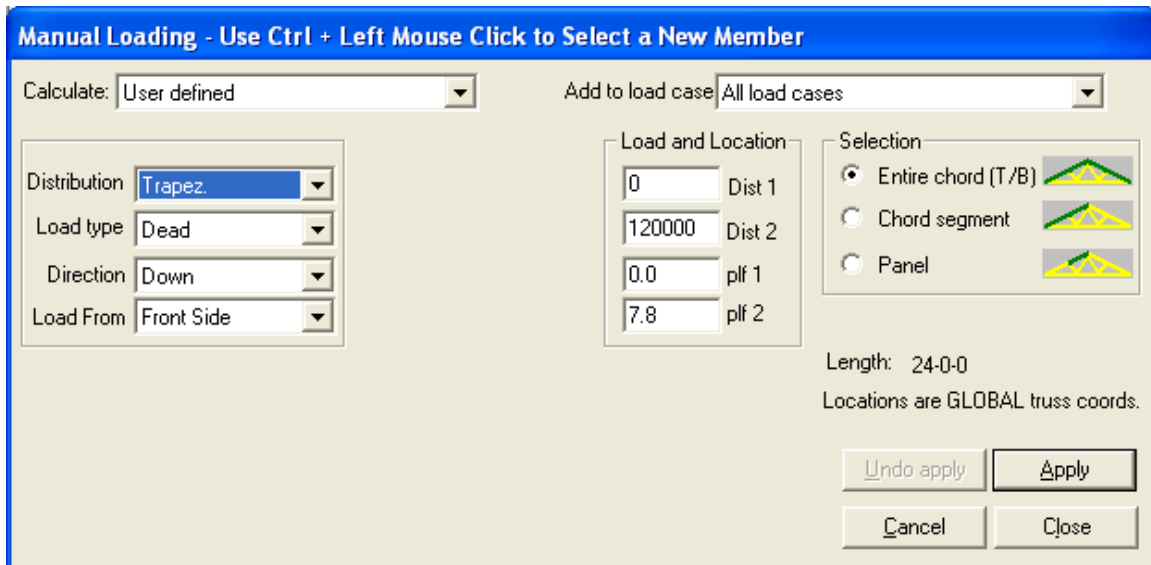 Manual Loading - Use Ctrl + Left Mouse Click to Select a New Member
Calculate: User defined
Add to load case All load cases
Distribution Trapez.
Load type Dead
Direction Down
Load From Front Side
Load and Location
0 Dist 1
120000 Dist 2
0.0 plf 1
7.8 plf 2
Selection
Entire chord (T/B)
Chord segment
Panel
Length: 24-0-0
Locations are GLOBAL truss coords.
Undo apply
Apply
Cancel
Close